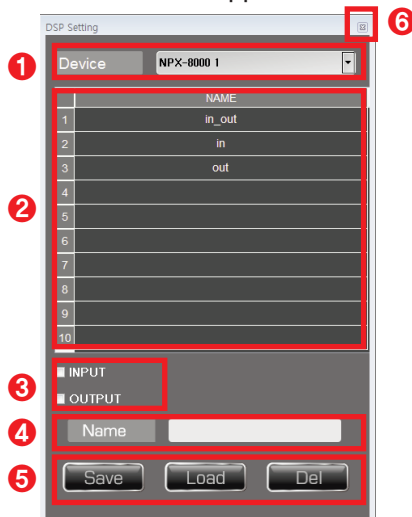 DSP Setting
6
1
Device NPX-8000 1
NAME
1 in_out
2 in
3 out
4
2
5
6
7
8
9
10
3
INPUT
OUTPUT
4
Name
5
Save Load Del